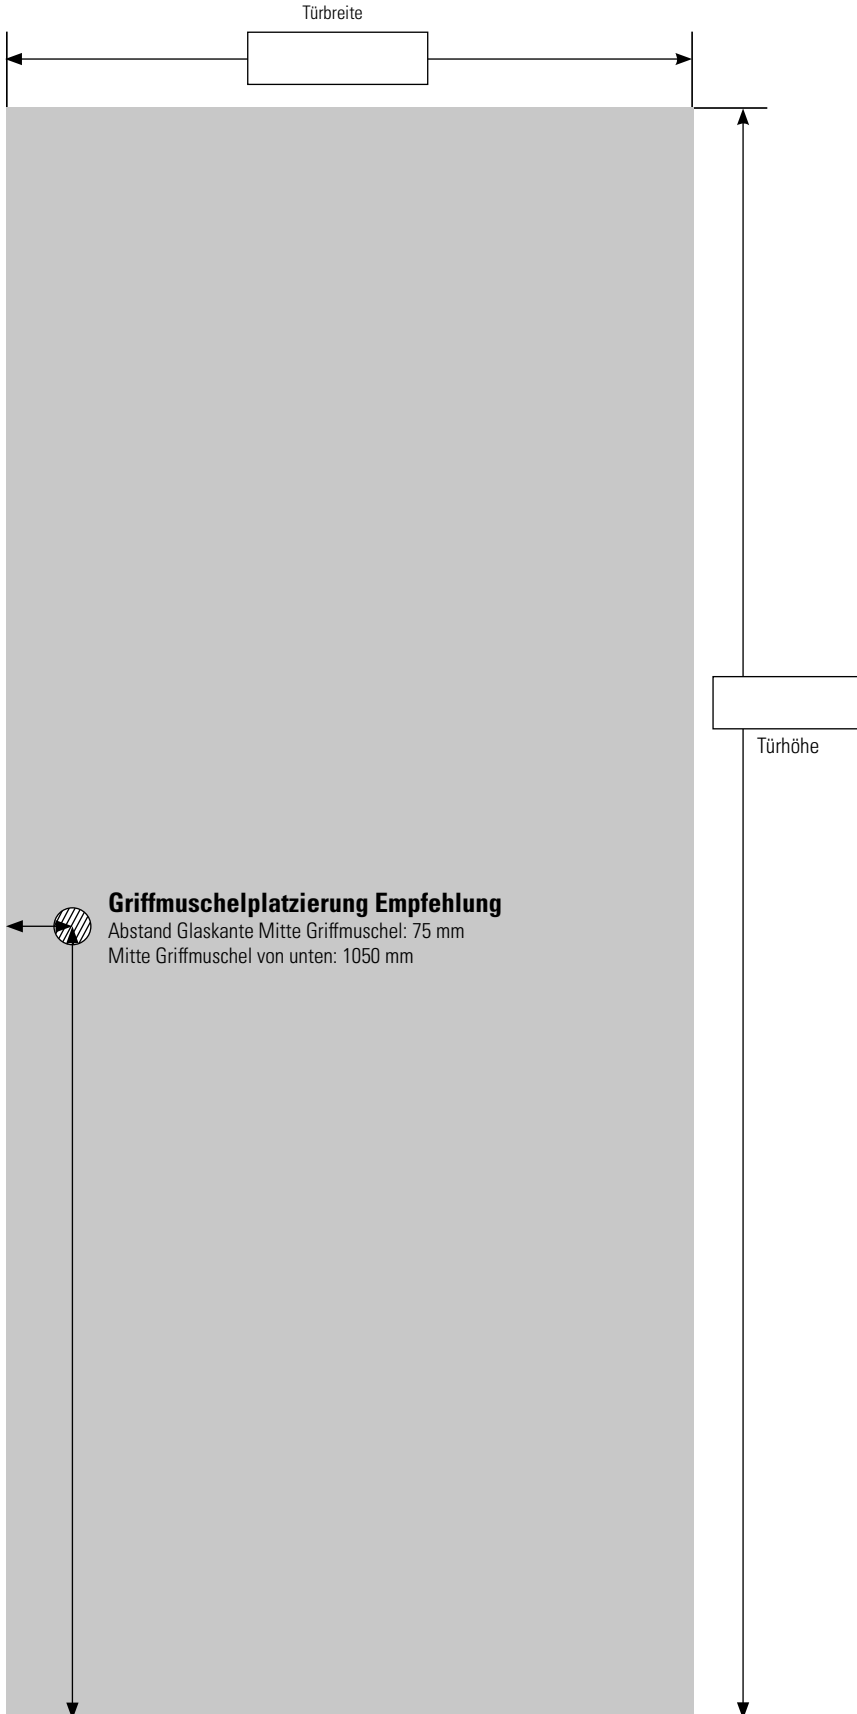 Türbreite
Türhöhe
Griffmuschelplatzierung Empfehlung
Abstand Glaskante Mitte Griffmuschel: 75 mm
Mitte Griffmuschel von unten: 1050 mm